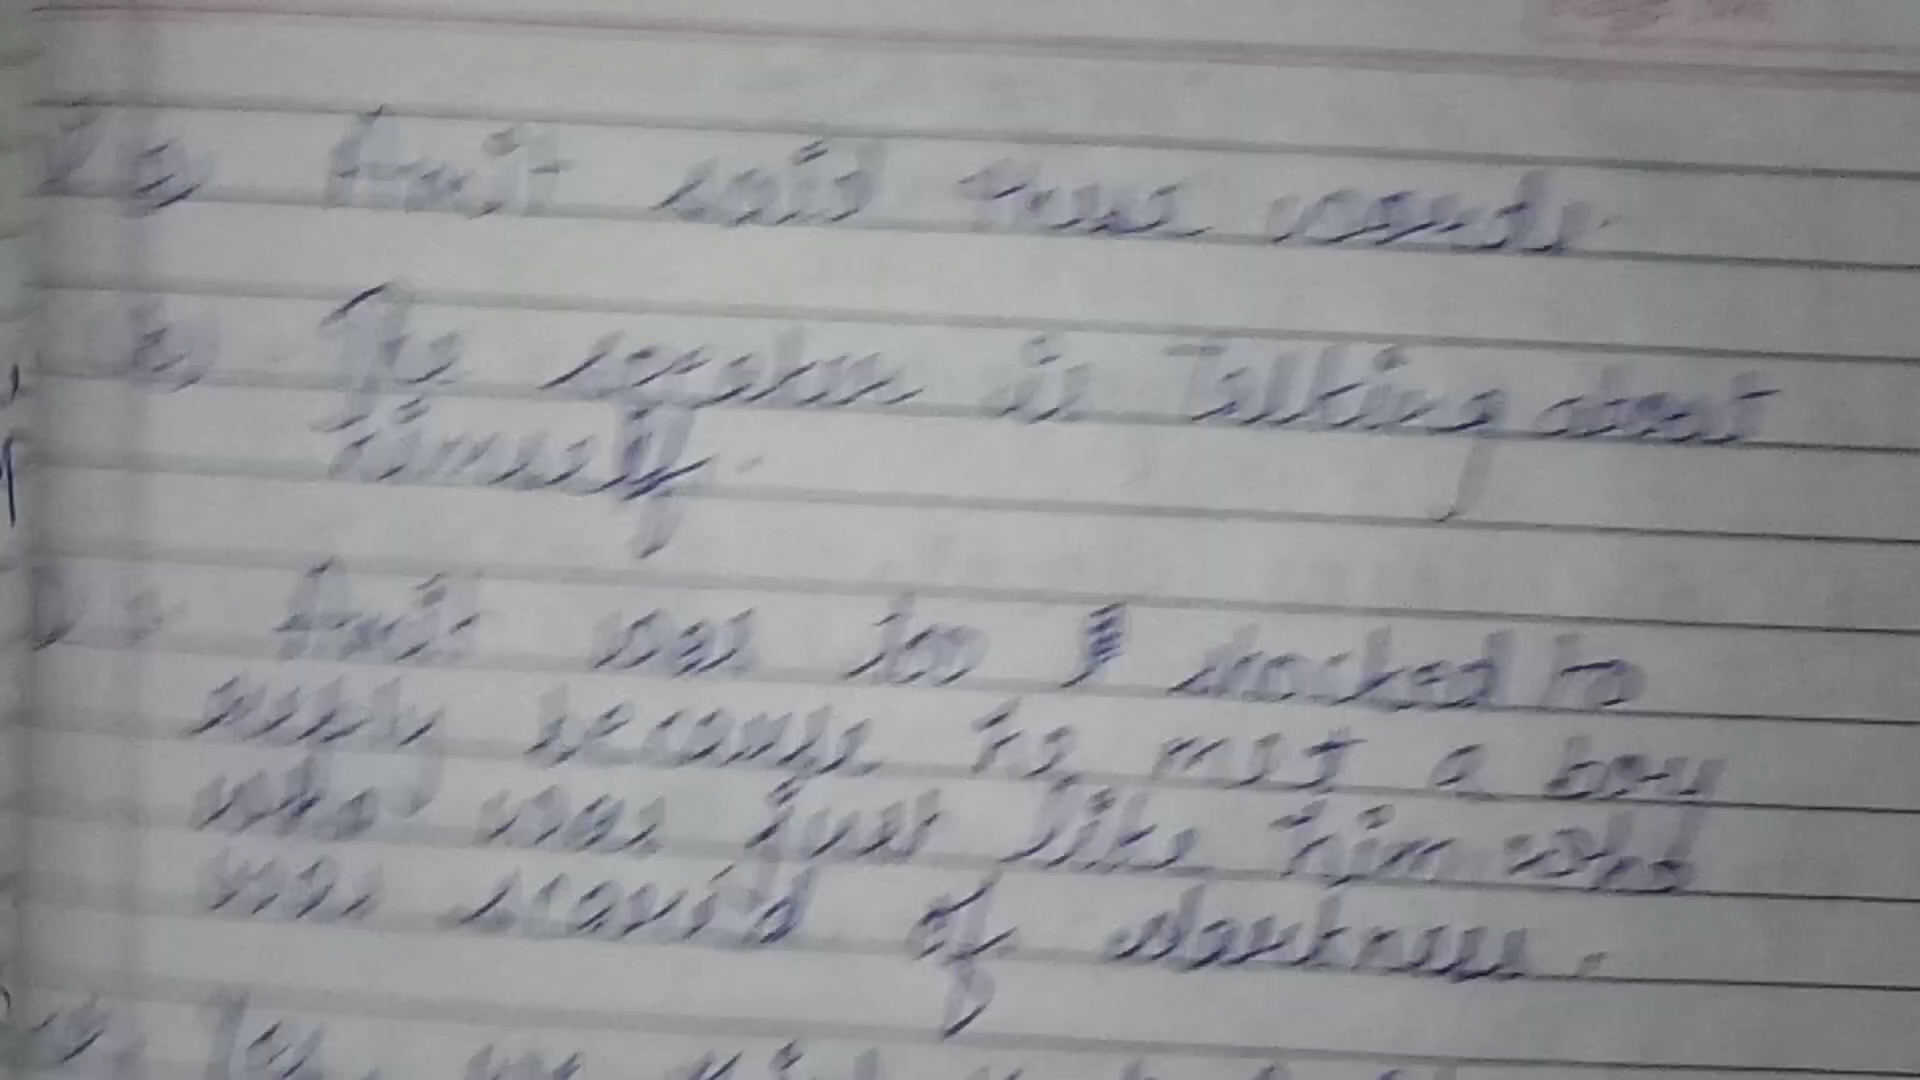 a) Amit said these words.
b) The speaker is Talking about
himself.
Amit was too shocked to
reply because he met a boy
who was just like him who
was scared of darkness.